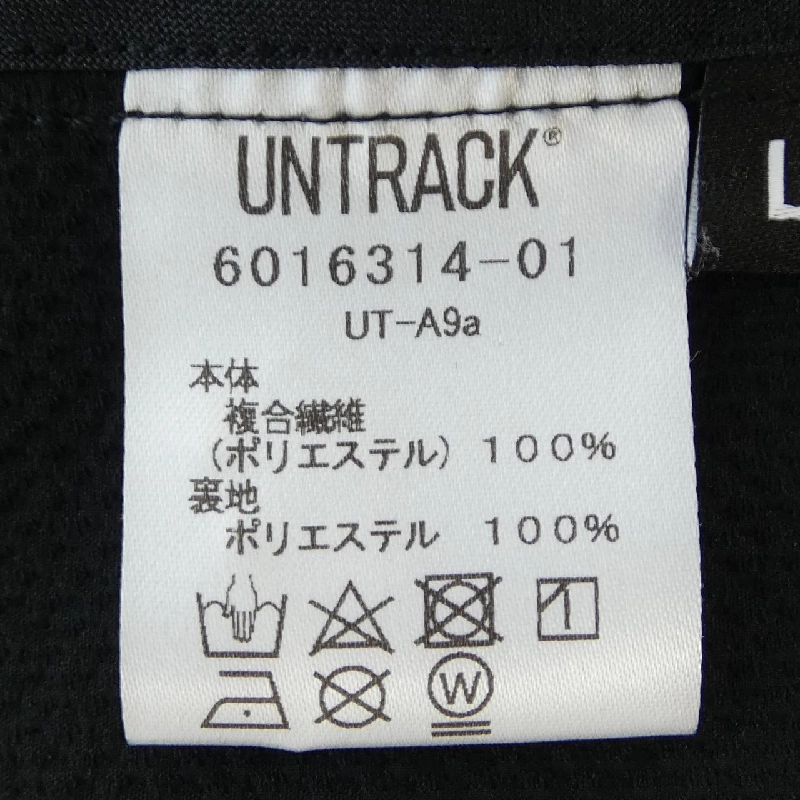 UNTRACK®
6016314-01
UT-A9a
本体
複合繊維
(ポリエステル) 100%
裏地
ポリエステル 100%
W
L